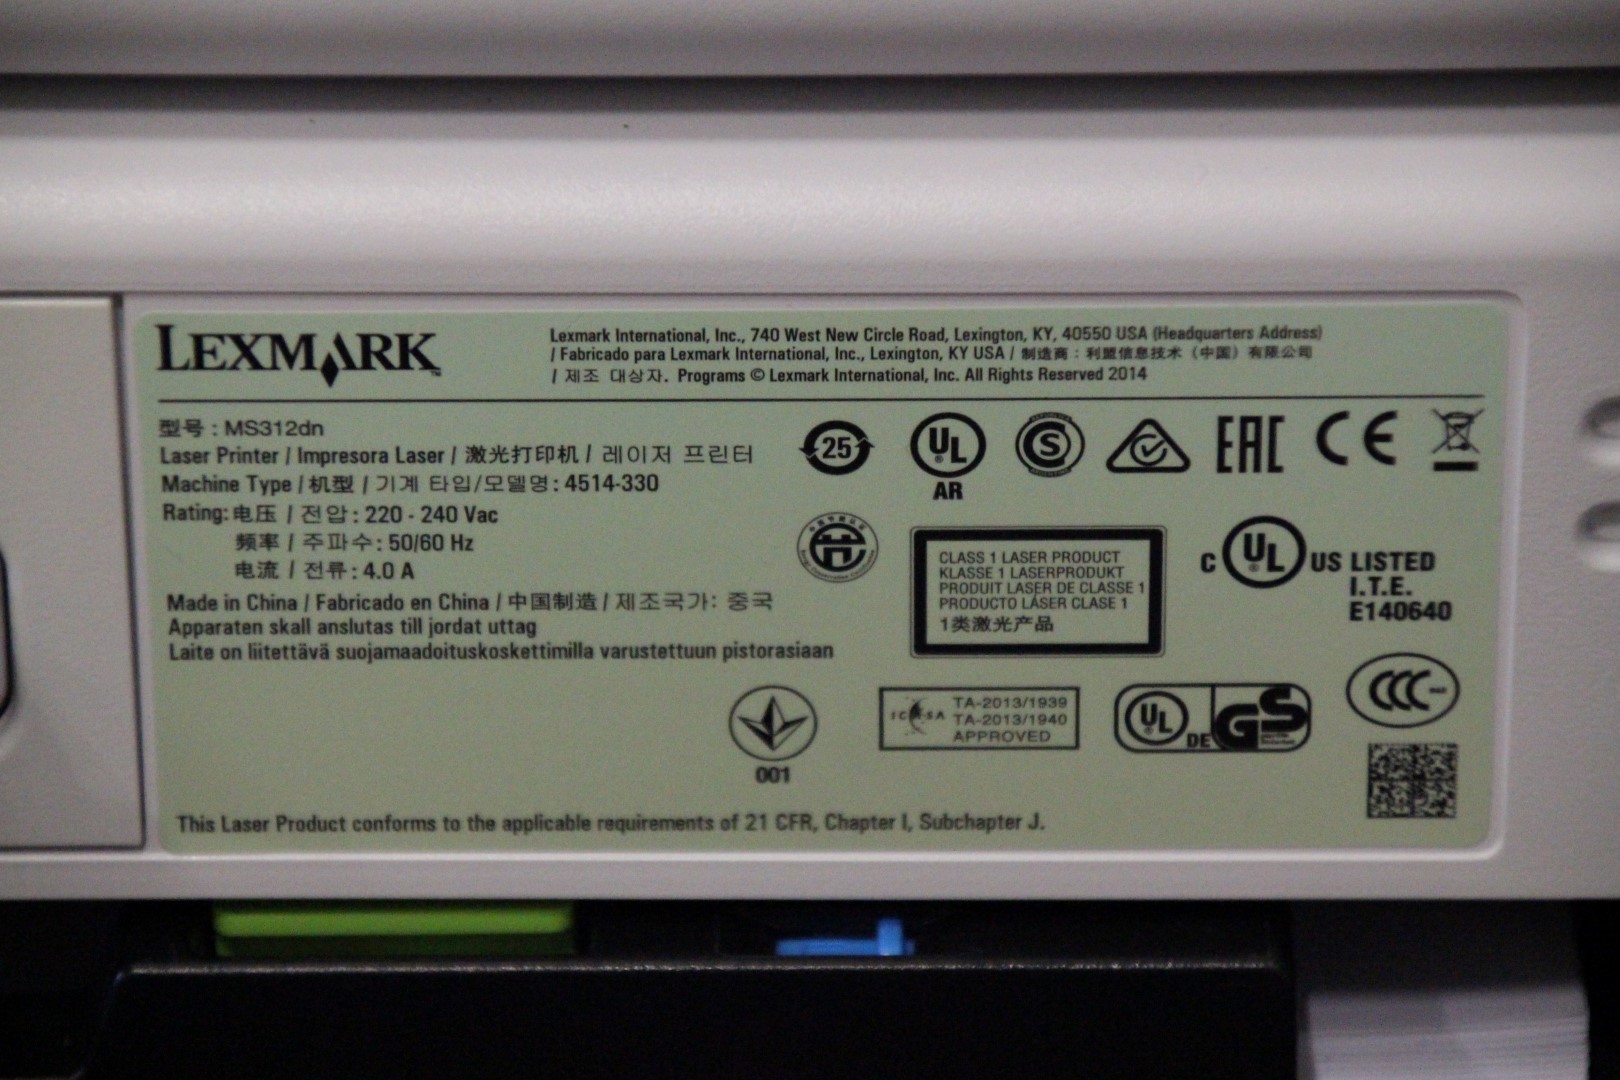 LEXMARK™
Lexmark International, Inc., 740 West New Circle Road, Lexington, KY, 40550 USA (Headquarters Address)
/ Fabricado para Lexmark International, Inc., Lexington, KY USA / 制造商：利盟信息技术（中国）有限公司
/ 제조 대상자. Programs © Lexmark International, Inc. All Rights Reserved 2014
型号 : MS312dn
Laser Printer / Impresora Laser / 激光打印机 / 레이저 프린터
Machine Type / 机型 / 기계 타입/모델명: 4514-330
Rating: 电压 / 전압: 220 - 240 Vac
频率 / 주파수: 50/60 Hz
电流 / 전류: 4.0 A
Made in China / Fabricado en China / 中国制造 / 제조국가: 중국
Apparaten skall anslutas till jordat uttag
Laite on liitettävä suojamaadoituskoskettimilla varustettuun pistorasiaan
25
UL
®
AR
S
EAC
CE
CLASS 1 LASER PRODUCT
KLASSE 1 LASERPRODUKT
PRODUIT LASER DE CLASSE 1
PRODUCTO LÁSER CLASE 1
1类激光产品
C UL ® US LISTED
I.T.E.
E140640
001
ICASA
TA-2013/1939
TA-2013/1940
APPROVED
UL ® DE GS
CCC
This Laser Product conforms to the applicable requirements of 21 CFR, Chapter I, Subchapter J.